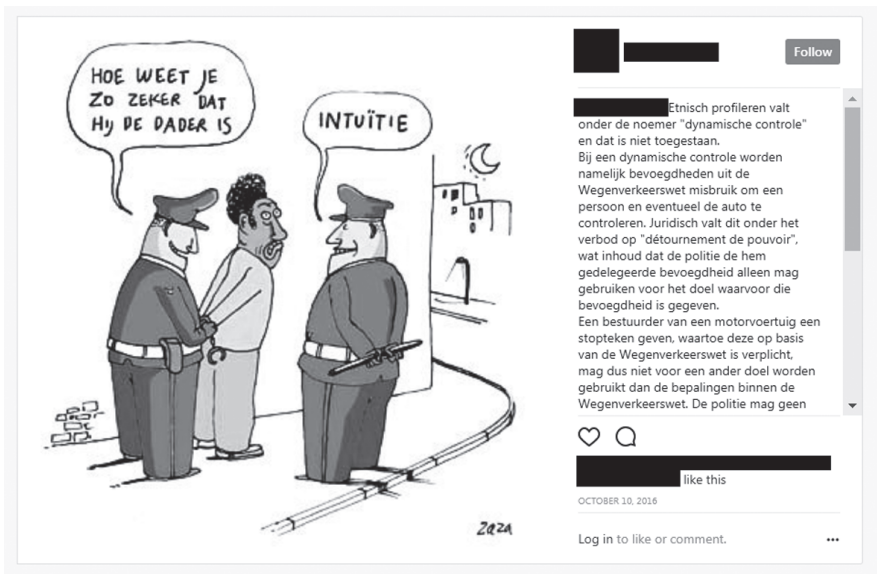 HOE WEET JE
ZO ZEKER DAT
HIJ DE DADER IS
INTUÏTIE
zaza
Follow
Etnisch profileren valt
onder de noemer "dynamische controle"
en dat is niet toegestaan.
Bij een dynamische controle worden
namelijk bevoegdheden uit de
Wegenverkeerswet misbruik om een
persoon en eventueel de auto te
controleren. Juridisch valt dit onder het
verbod op "détournement de pouvoir",
wat inhoud dat de politie de hem
gedelegeerde bevoegdheid alleen mag
gebruiken voor het doel waarvoor die
bevoegdheid is gegeven.
Een bestuurder van een motorvoertuig een
stopteken geven, waartoe deze op basis
van de Wegenverkeerswet is verplicht,
mag dus niet voor een ander doel worden
gebruikt dan de bepalingen binnen de
Wegenverkeerswet. De politie mag geen
like this
OCTOBER 10, 2016
Log in to like or comment.